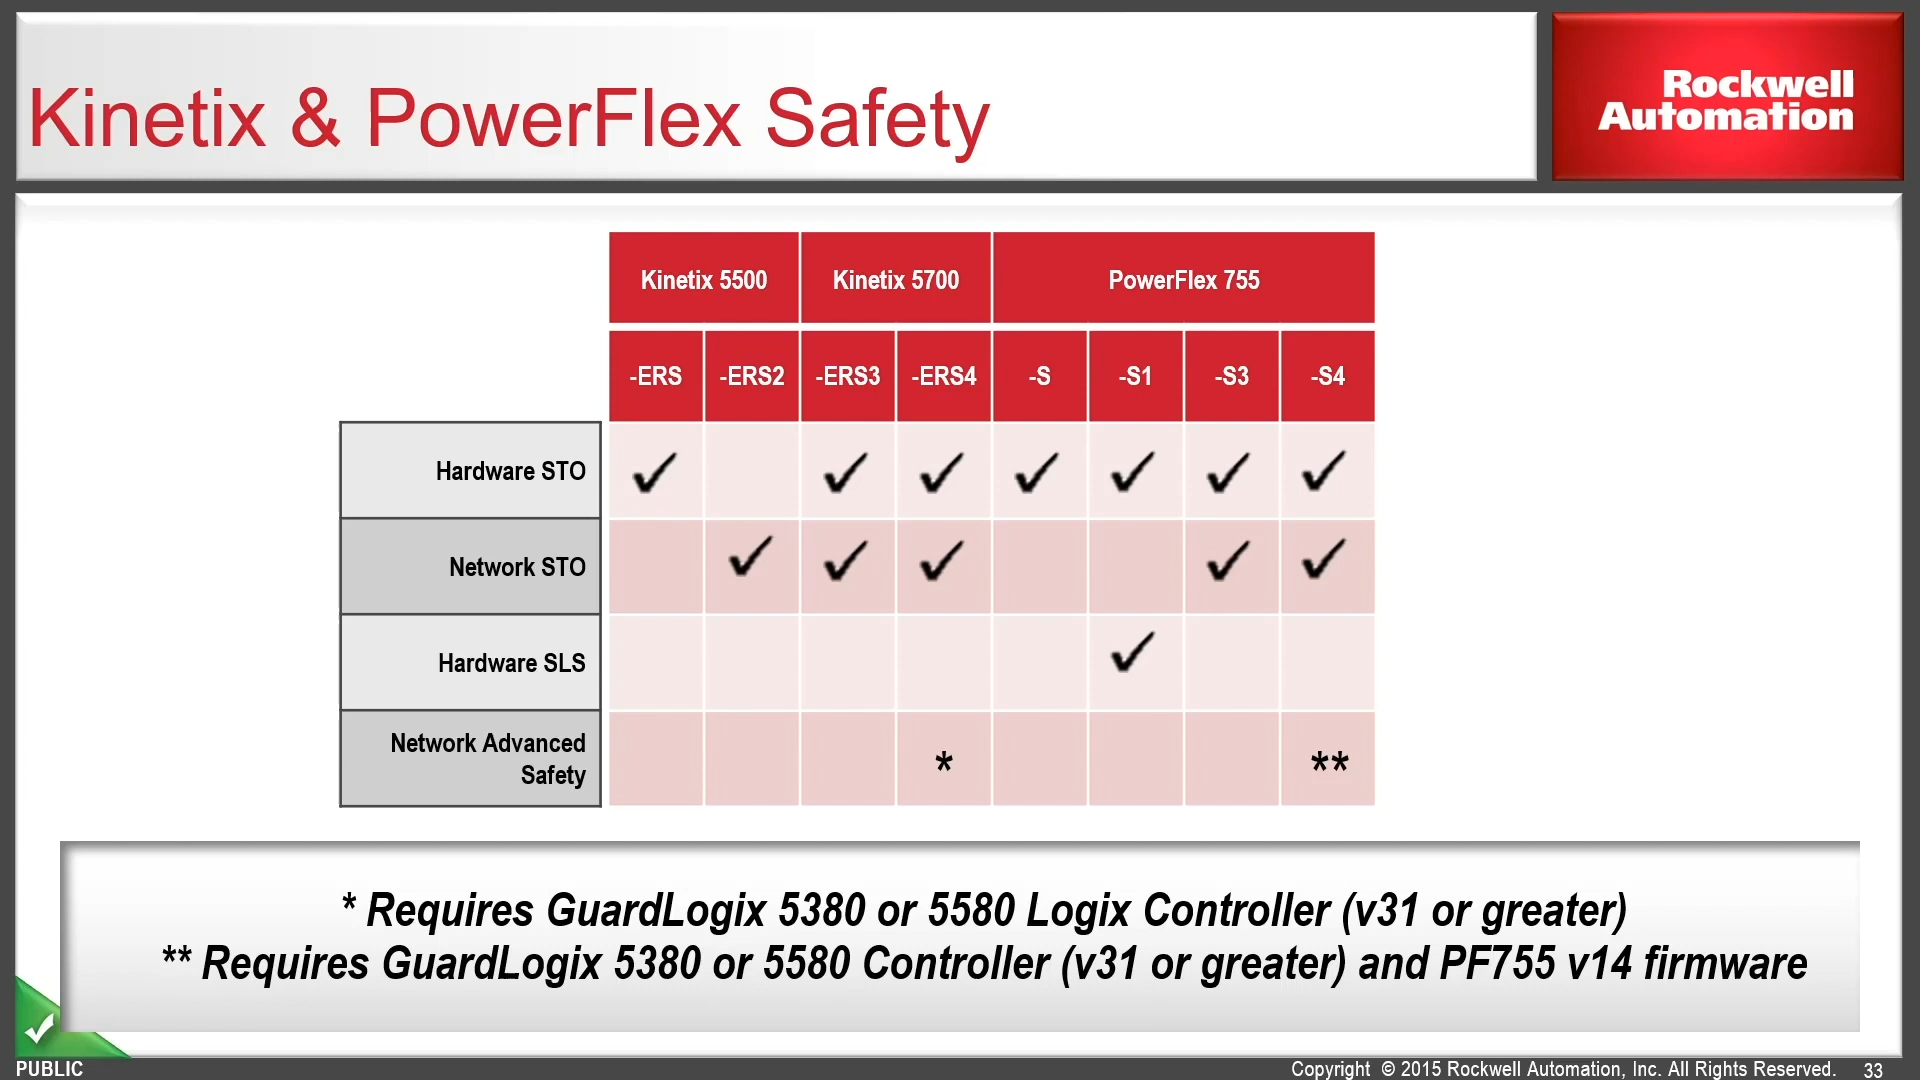 Kinetix & PowerFlex Safety
Rockwell
Automation
Kinetix 5500 Kinetix 5700 PowerFlex 755
-ERS -ERS2 -ERS3 -ERS4 -S -S1 -S3 -S4
Hardware STO ✓ ✓ ✓ ✓ ✓ ✓ ✓
Network STO ✓ ✓ ✓ ✓ ✓
Hardware SLS ✓
Network Advanced
Safety * **
* Requires GuardLogix 5380 or 5580 Logix Controller (v31 or greater)
** Requires GuardLogix 5380 or 5580 Controller (v31 or greater) and PF755 v14 firmware
PUBLIC
Copyright © 2015 Rockwell Automation, Inc. All Rights Reserved. 33